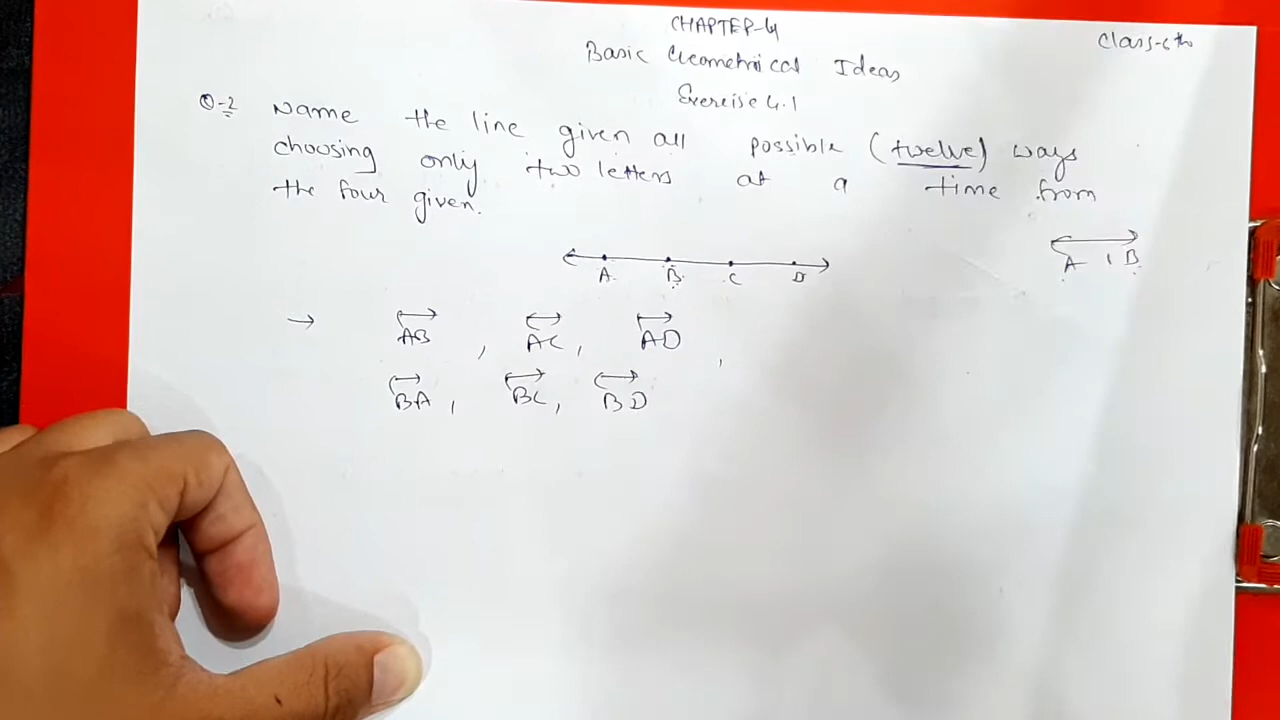 CHAPTER-4
Class-6th
Basic Geometrical Ideas
Exercise 4.1
Q-2 Name the line given all possible (twelve) ways
choosing only two letters at a time from
the four given.
A B C D
A, B
→ AB, AC, AD,
BA, BC, BD